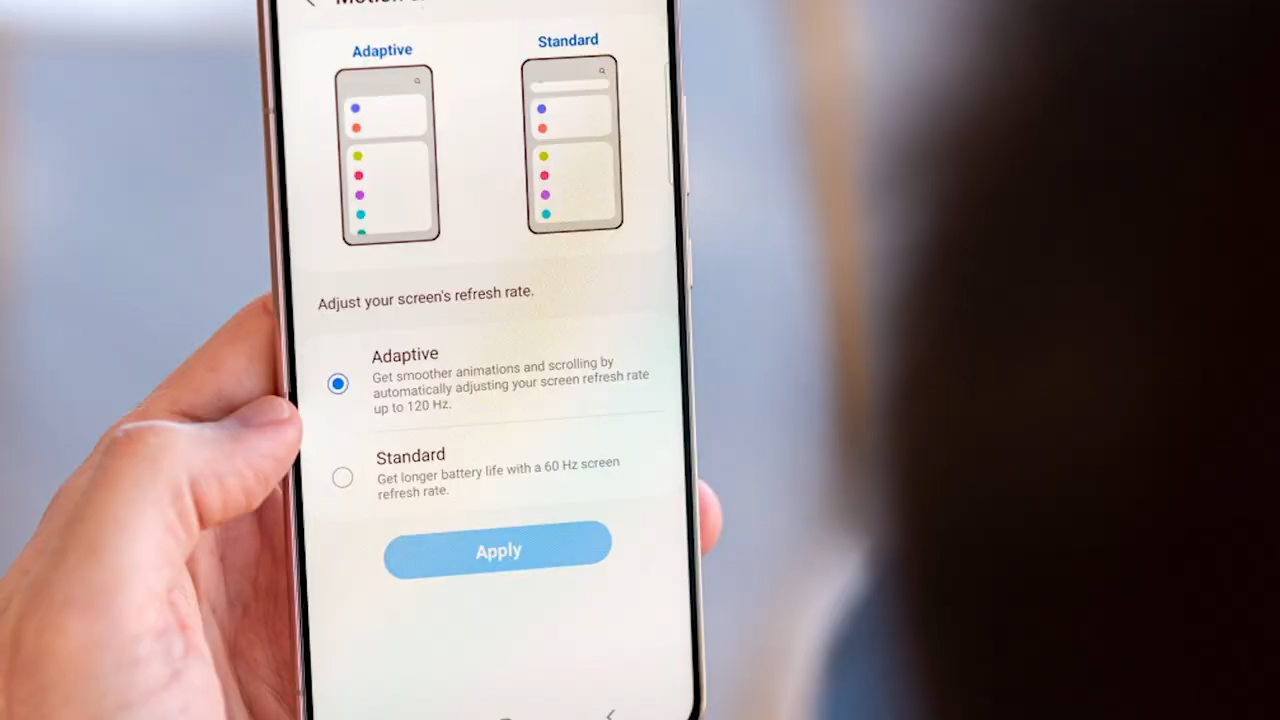 Adaptive
Standard
Adjust your screen's refresh rate.
Adaptive
Get smoother animations and scrolling by
automatically adjusting your screen refresh rate
up to 120 Hz.
Standard
Get longer battery life with a 60 Hz screen
refresh rate.
Apply